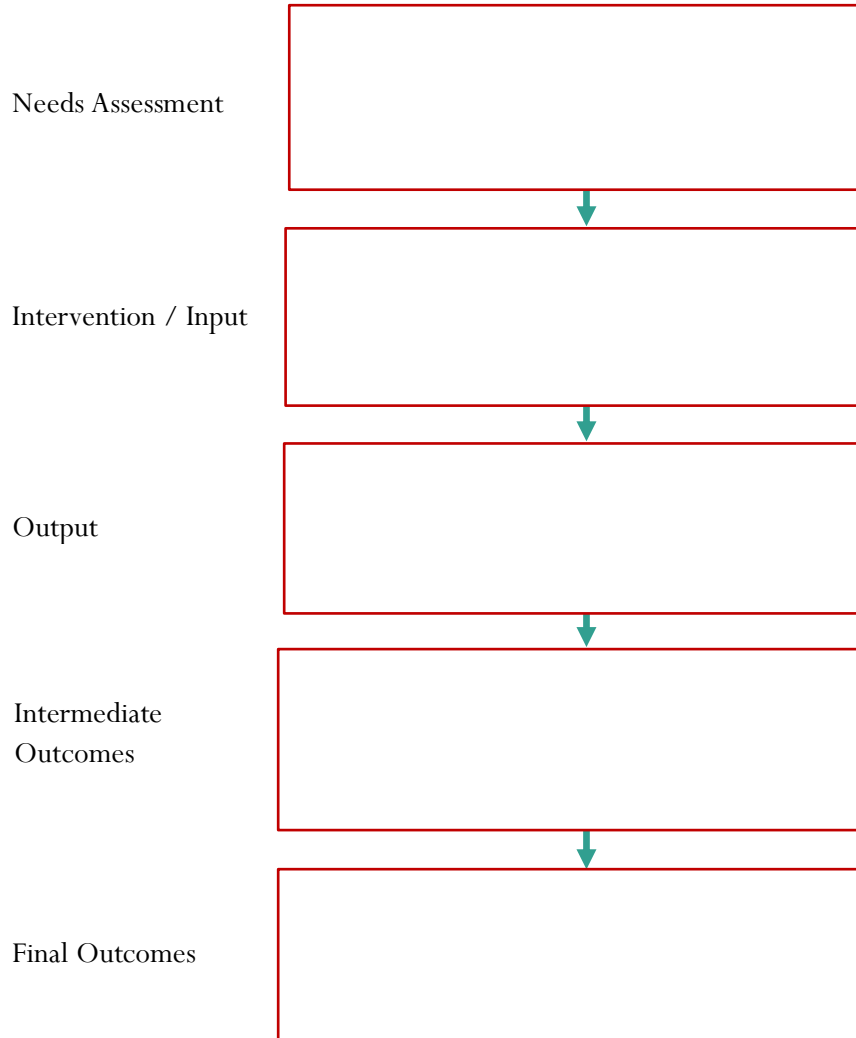 Needs Assessment
Intervention / Input
Output
Intermediate
Outcomes
Final Outcomes